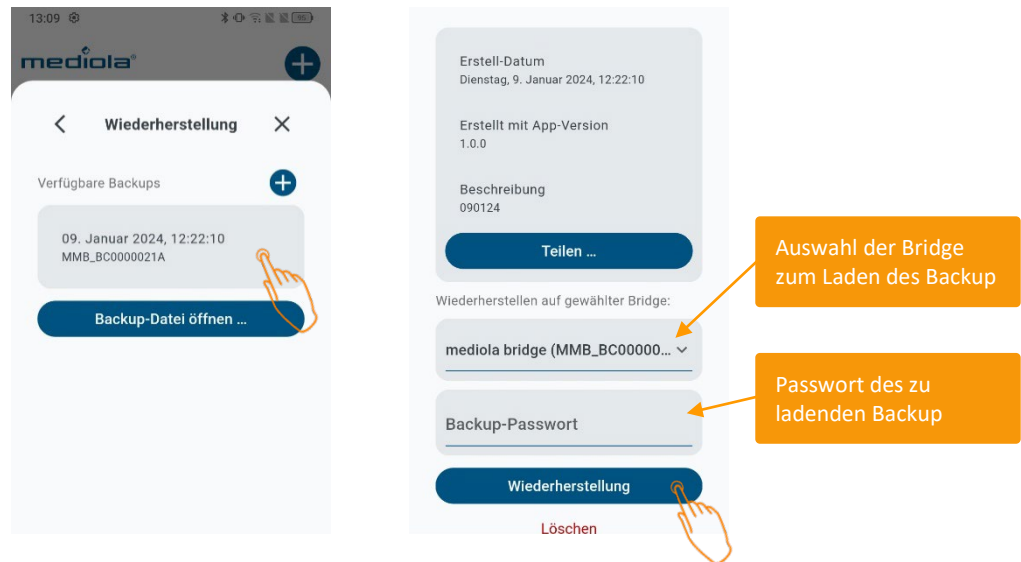 13:09
95
mediola®
Wiederherstellung
Verfügbare Backups
09. Januar 2024, 12:22:10
MMB_BC0000021A
Backup-Datei öffnen ...
Erstell-Datum
Dienstag, 9. Januar 2024, 12:22:10
Erstellt mit App-Version
1.0.0
Beschreibung
090124
Teilen ...
Wiederherstellen auf gewählter Bridge:
mediola bridge (MMB_BC00000...
Backup-Passwort
Wiederherstellung
Löschen
Auswahl der Bridge
zum Laden des Backup
Passwort des zu
ladenden Backup